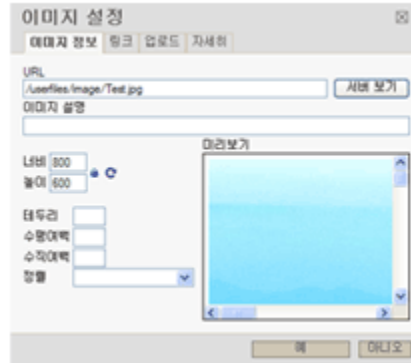 이미지 설정
이미지 정보 링크 업로드 자세히
URL
/userfiles/image/Test.jpg 서버 보기
이미지 설명
미리보기
너비 800
높이 600
테두리
수평여백
수직여백
정렬
예 아니오